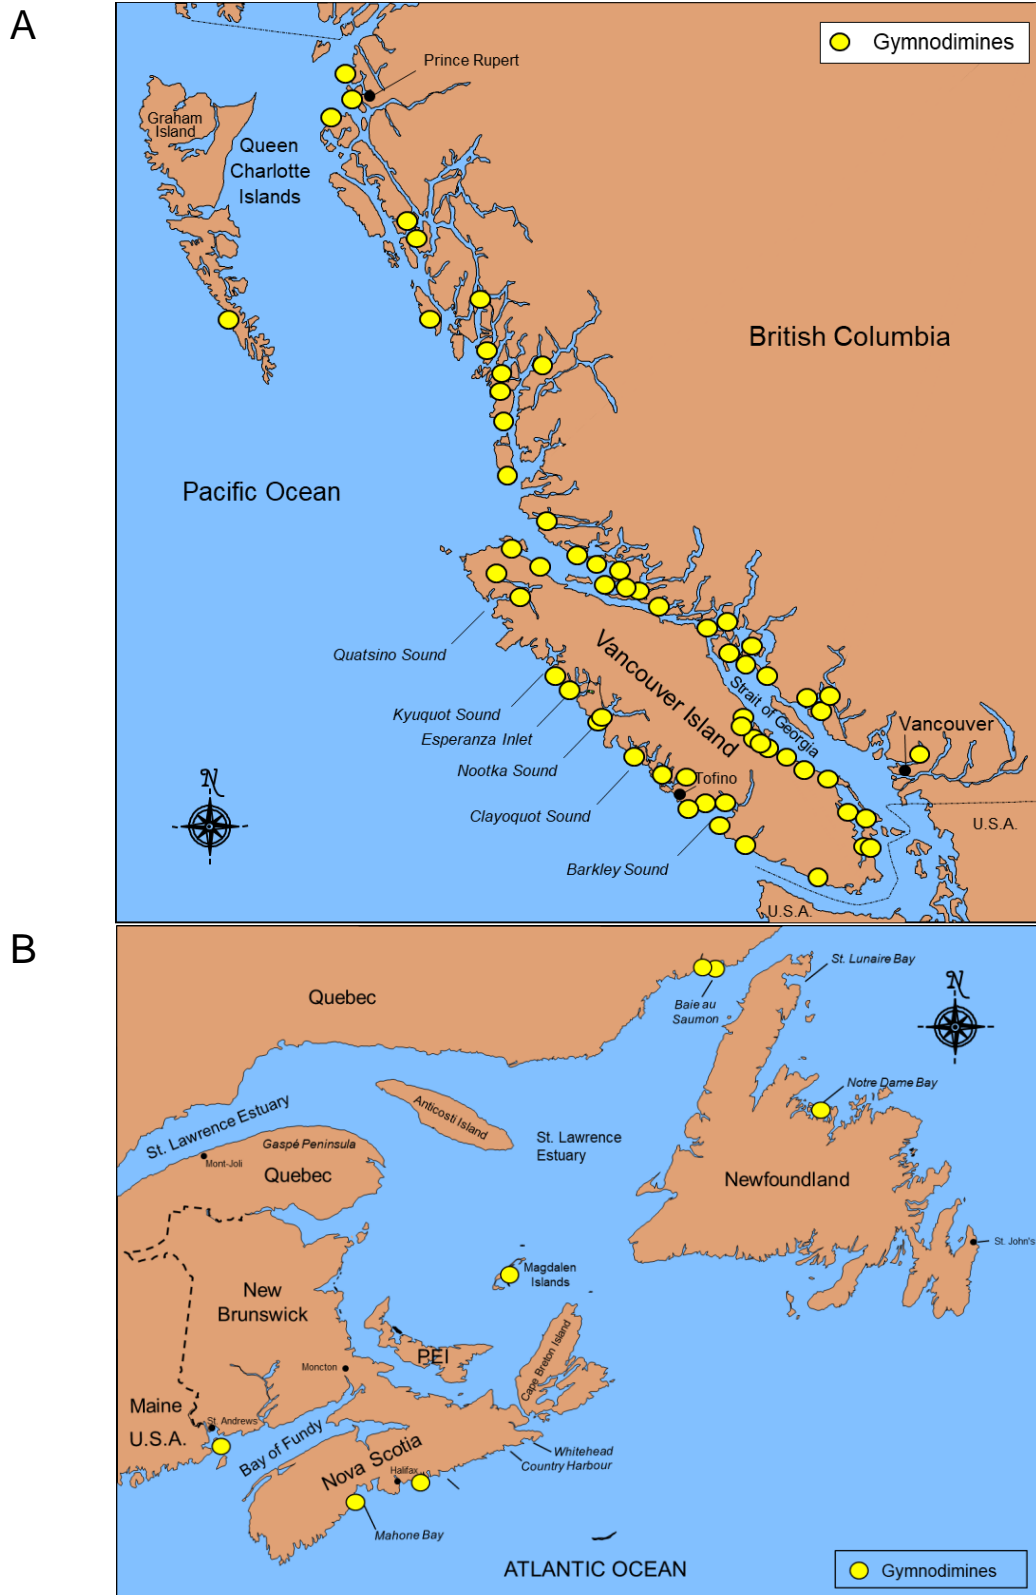 A
Gymnodimines
Prince Rupert
Graham
Island
Queen
Charlotte
Islands
British Columbia
Pacific Ocean
Quatsino Sound
Vancouver Island
Strait of Georgia
Kyuquot Sound
Esperanza Inlet
Vancouver
Nootka Sound
Tofino
Clayoquot Sound
U.S.A.
Barkley Sound
U.S.A.
N
B
St. Lunaire Bay
Quebec
Baie au
Saumon
N
Notre Dame Bay
Anticosti Island
St. Lawrence Estuary
St. Lawrence
Estuary
Gaspé Peninsula
Mont-Joli
Quebec
Newfoundland
St. John's
Magdalen
Islands
New
Brunswick
Cape Breton Island
PEI
Moncton
Maine
U.S.A.
St. Andrews
Bay of Fundy
Nova Scotia
Whitehead
Country Harbour
Halifax
Mahone Bay
ATLANTIC OCEAN
Gymnodimines